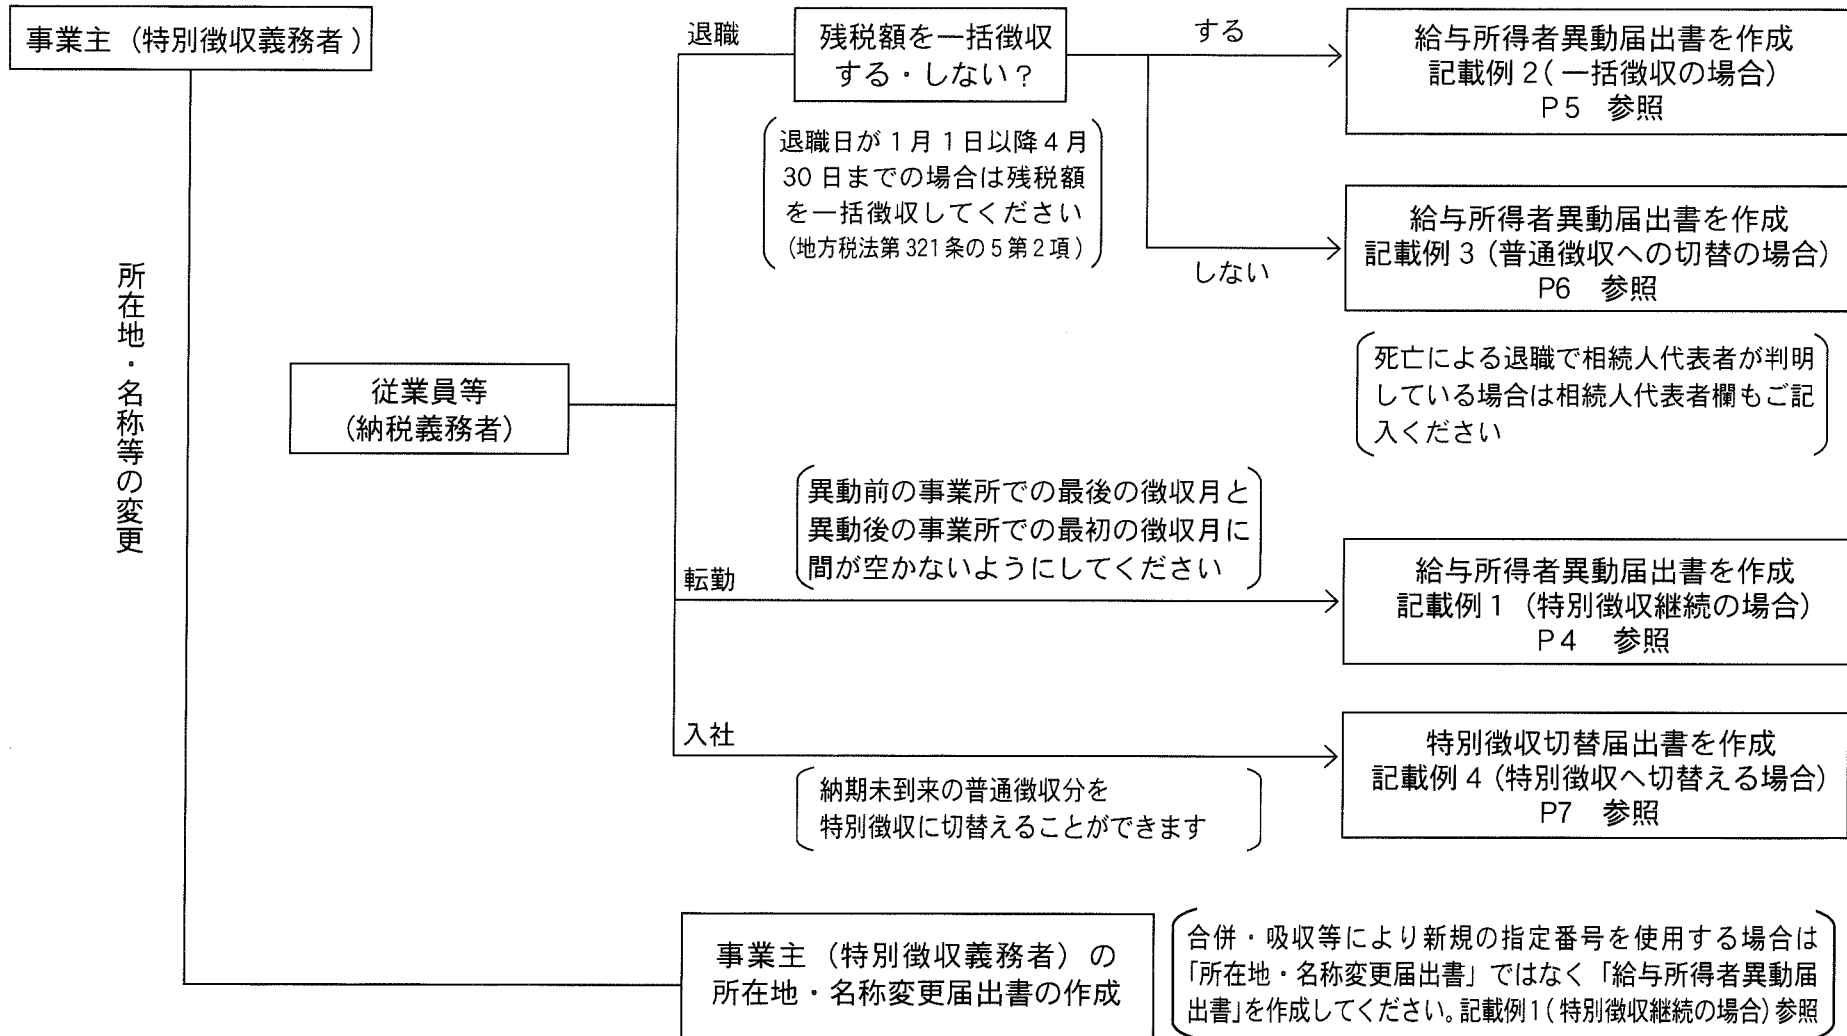 事業主（特別徴収義務者）
退職
残税額を一括徴収
する・しない？
する
給与所得者異動届出書を作成
記載例２(一括徴収の場合)
Ｐ５　参照
退職日が１月１日以降４月
30 日までの場合は残税額
を一括徴収してください
(地方税法第321条の５第２項)
しない
給与所得者異動届出書を作成
記載例３(普通徴収への切替の場合)
P6　参照
死亡による退職で相続人代表者が判明
している場合は相続人代表者欄もご記
入ください
所在地・名称等の変更
従業員等
(納税義務者)
異動前の事業所での最後の徴収月と
異動後の事業所での最初の徴収月に
間が空かないようにしてください
転勤
給与所得者異動届出書を作成
記載例１（特別徴収継続の場合）
Ｐ４　参照
入社
特別徴収切替届出書を作成
記載例４(特別徴収へ切替える場合)
P7　参照
納期未到来の普通徴収分を
特別徴収に切替えることができます
事業主（特別徴収義務者）の
所在地・名称変更届出書の作成
合併・吸収等により新規の指定番号を使用する場合は
「所在地・名称変更届出書」ではなく「給与所得者異動届
出書」を作成してください。記載例1(特別徴収継続の場合)参照